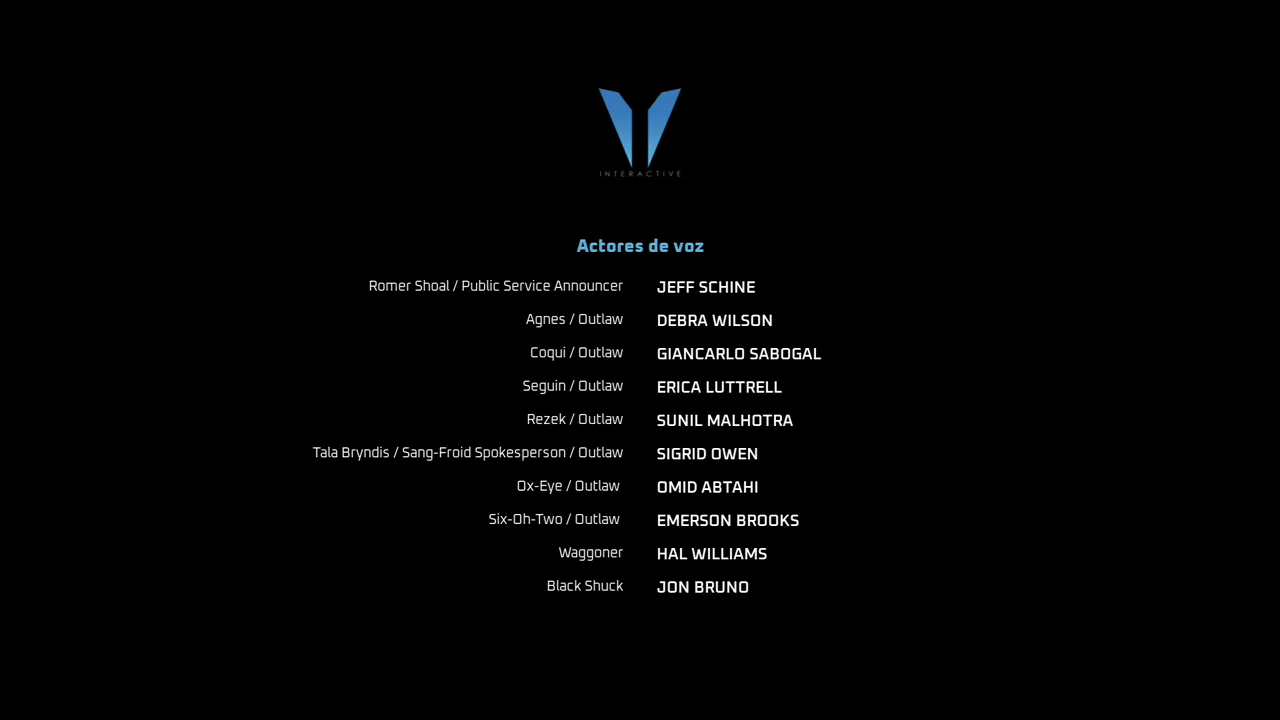 INTERACTIVE
Actores de voz
Romer Shoal / Public Service Announcer JEFF SCHINE
Agnes / Outlaw DEBRA WILSON
Coqui / Outlaw GIANCARLO SABOGAL
Seguin / Outlaw ERICA LUTTRELL
Rezek / Outlaw SUNIL MALHOTRA
Tala Bryndis / Sang-Froid Spokesperson / Outlaw SIGRID OWEN
Ox-Eye / Outlaw OMID ABTAHI
Six-Oh-Two / Outlaw EMERSON BROOKS
Waggoner HAL WILLIAMS
Black Shuck JON BRUNO